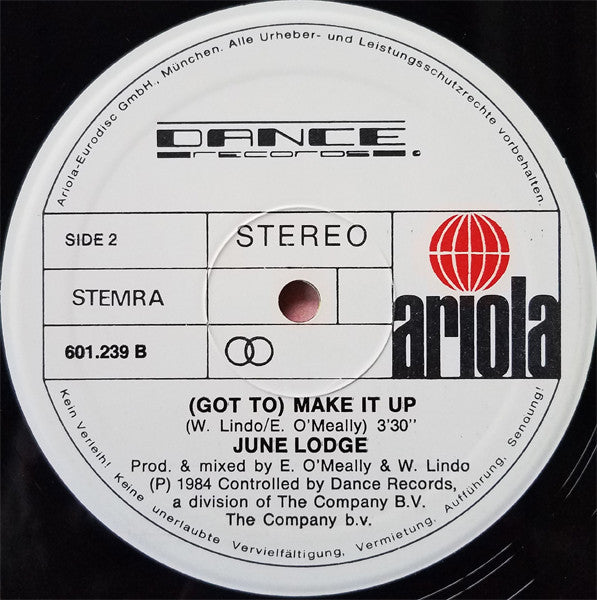 Ariola-Eurodisc GmbH., München. Alle Urheber- und Leistungsschutzrechte vorbehalten.
DANCE
records.
SIDE 2
STEREO
STEMRA
ariola
601.239 B
(GOT TO) MAKE IT UP
(W. Lindo/E. O'Meally) 3'30''
JUNE LODGE
Prod. & mixed by E. O'Meally & W. Lindo
(P) 1984 Controlled by Dance Records,
a division of The Company B.V.
The Company b.v.
Kein Verleih! Keine unerlaubte Vervielfältigung, Vermietung, Aufführung, Sendung!